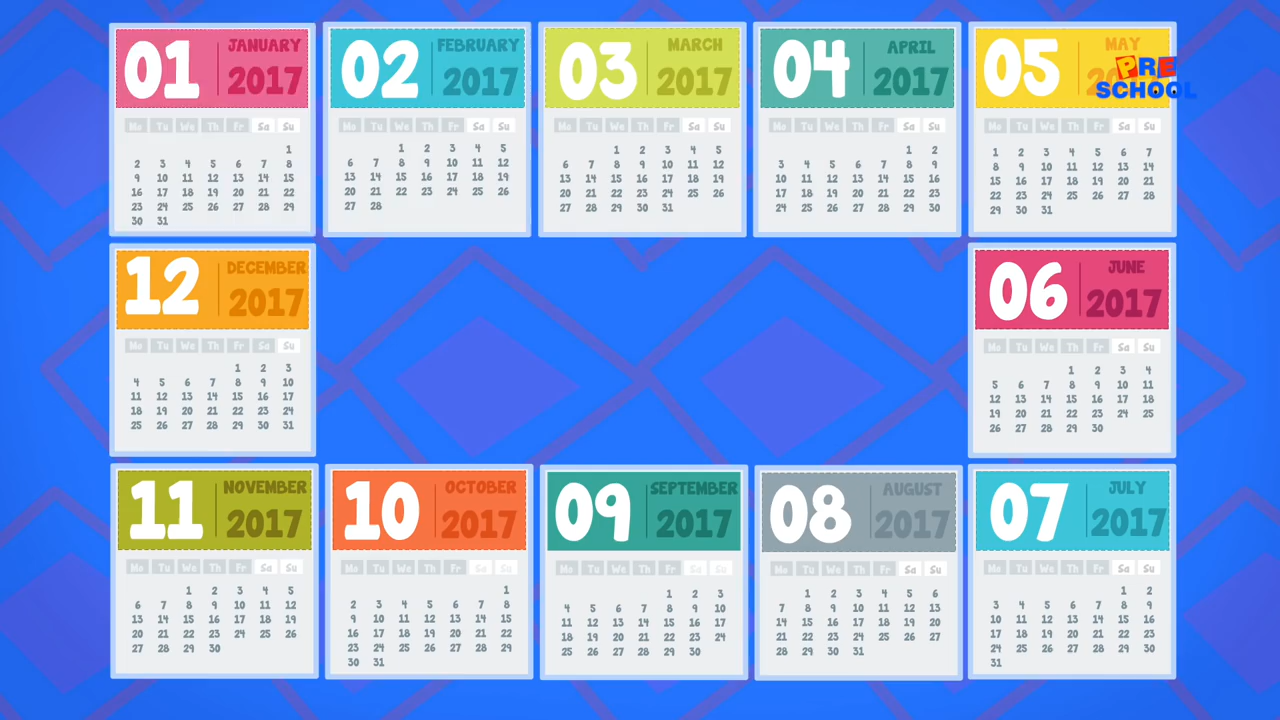 01 JANUARY
2017
Mo Tu We Th Fr Sa Su
1
2 3 4 5 6 7 8
9 10 11 12 13 14 15
16 17 18 19 20 21 22
23 24 25 26 27 28 29
30 31
02 FEBRUARY
2017
Mo Tu We Th Fr Sa Su
1 2 3 4 5
6 7 8 9 10 11 12
13 14 15 16 17 18 19
20 21 22 23 24 25 26
27 28
03 MARCH
2017
Mo Tu We Th Fr Sa Su
1 2 3 4 5
6 7 8 9 10 11 12
13 14 15 16 17 18 19
20 21 22 23 24 25 26
27 28 29 30 31
04 APRIL
2017
Mo Tu We Th Fr Sa Su
1 2
3 4 5 6 7 8 9
10 11 12 13 14 15 16
17 18 19 20 21 22 23
24 25 26 27 28 29 30
05 MAY
PRE
SCHOOL
Mo Tu We Th Fr Sa Su
1 2 3 4 5 6 7
8 9 10 11 12 13 14
15 16 17 18 19 20 21
22 23 24 25 26 27 28
29 30 31
12 DECEMBER
2017
Mo Tu We Th Fr Sa Su
1 2 3
4 5 6 7 8 9 10
11 12 13 14 15 16 17
18 19 20 21 22 23 24
25 26 27 28 29 30 31
06 JUNE
2017
Mo Tu We Th Fr Sa Su
1 2 3 4
5 6 7 8 9 10 11
12 13 14 15 16 17 18
19 20 21 22 23 24 25
26 27 28 29 30
11 NOVEMBER
2017
Mo Tu We Th Fr Sa Su
1 2 3 4 5
6 7 8 9 10 11 12
13 14 15 16 17 18 19
20 21 22 23 24 25 26
27 28 29 30
10 OCTOBER
2017
Mo Tu We Th Fr Sa Su
1
2 3 4 5 6 7 8
9 10 11 12 13 14 15
16 17 18 19 20 21 22
23 24 25 26 27 28 29
30 31
09 SEPTEMBER
2017
Mo Tu We Th Fr Sa Su
1 2 3
4 5 6 7 8 9 10
11 12 13 14 15 16 17
18 19 20 21 22 23 24
25 26 27 28 29 30
08 AUGUST
2017
Mo Tu We Th Fr Sa Su
1 2 3 4 5 6
7 8 9 10 11 12 13
14 15 16 17 18 19 20
21 22 23 24 25 26 27
28 29 30 31
07 JULY
2017
Mo Tu We Th Fr Sa Su
1 2
3 4 5 6 7 8 9
10 11 12 13 14 15 16
17 18 19 20 21 22 23
24 25 26 27 28 29 30
31